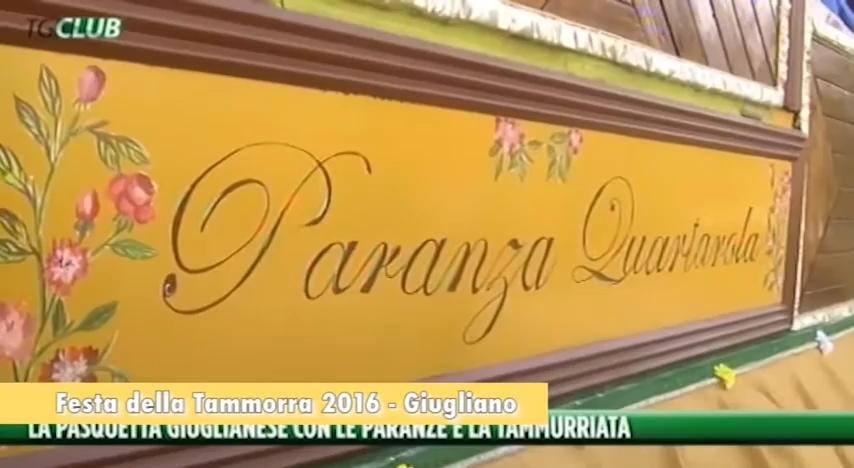 TGCLUB
Paranza Quartarola
Festa della Tammorra 2016 - Giugliano
LA PASQUETTA GIUGLIANESE CON LE PARANZE E LA TAMMURRIATA